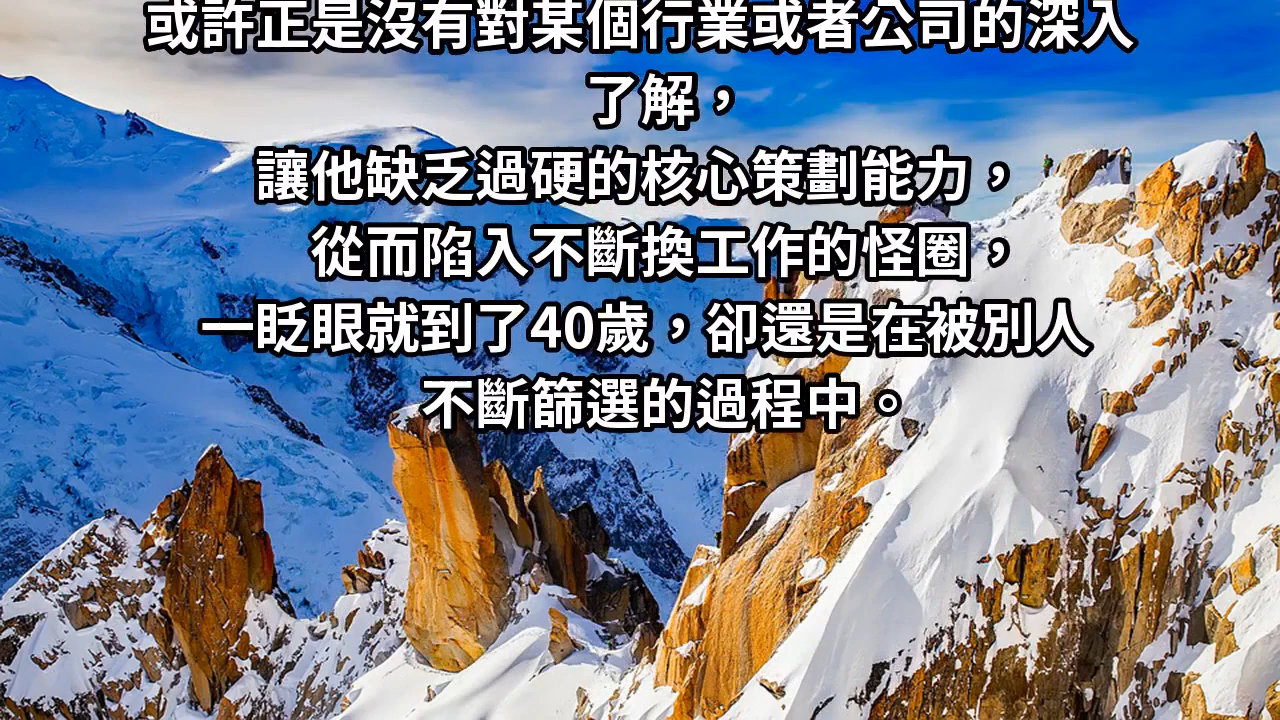 或許正是沒有對某個行業或者公司的深入
了解，
讓他缺乏過硬的核心策劃能力，
從而陷入不斷換工作的怪圈，
一眨眼就到了40歲，卻還是在被別人
不斷篩選的過程中。